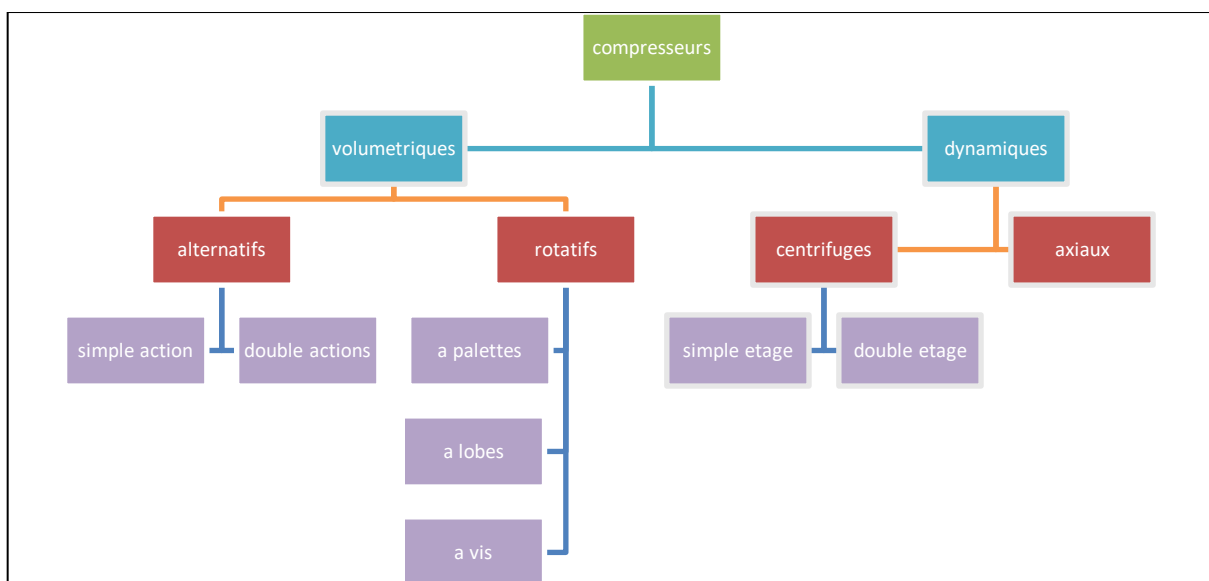 compresseurs
volumetriques
dynamiques
alternatifs
rotatifs
centrifuges
axiaux
simple action
double actions
a palettes
simple etage
double etage
a lobes
a vis